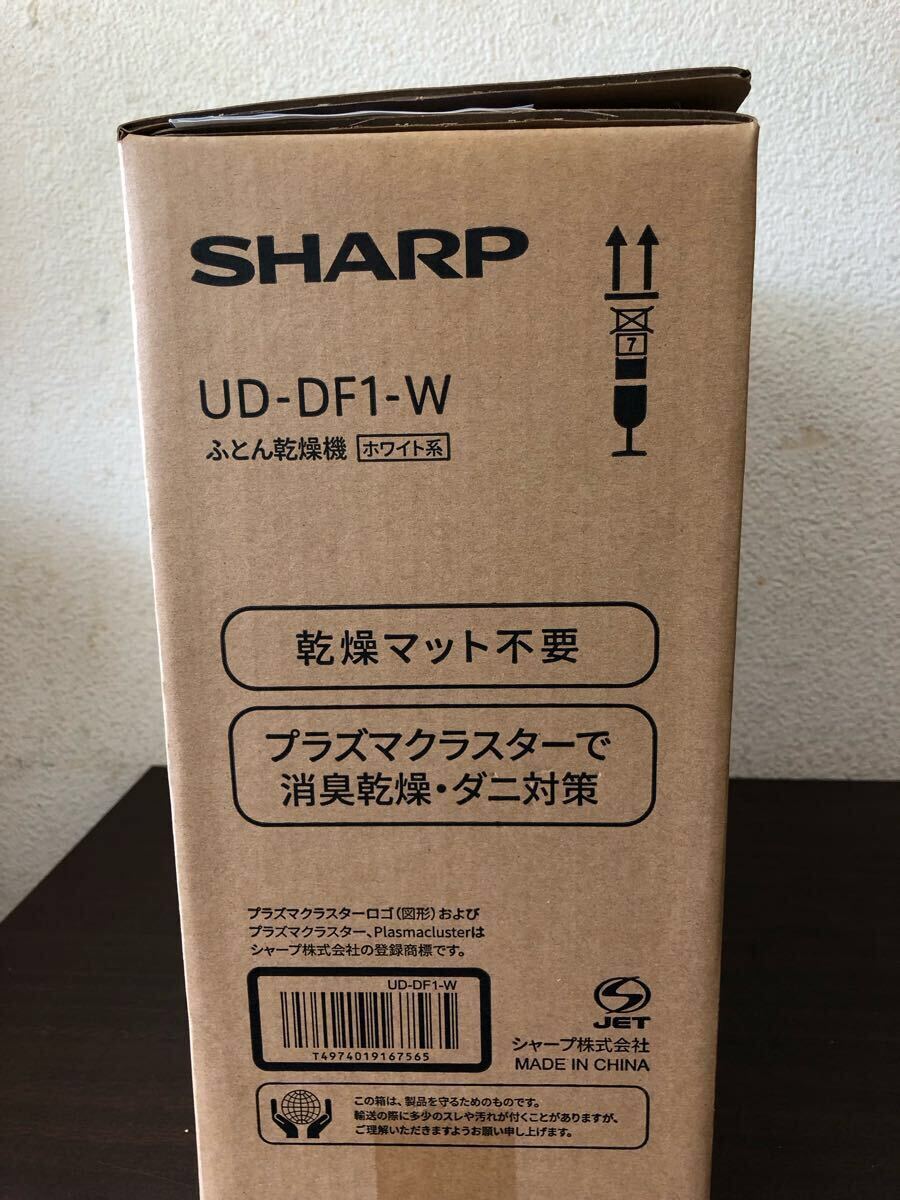 SHARP
UD-DF1-W
ふとん乾燥機 ホワイト系
7
乾燥マット不要
プラズマクラスターで
消臭乾燥・ダニ対策
プラズマクラスターロゴ(図形)および
プラズマクラスター、Plasmaclusterは
シャープ株式会社の登録商標です。
UD-DF1-W
T4974019167565
JET
シャープ株式会社
MADE IN CHINA
この箱は、製品を守るためのものです。
輸送の際に多少のスレや汚れが付くことがありますが、
ご理解いただきますようお願い申し上げます。